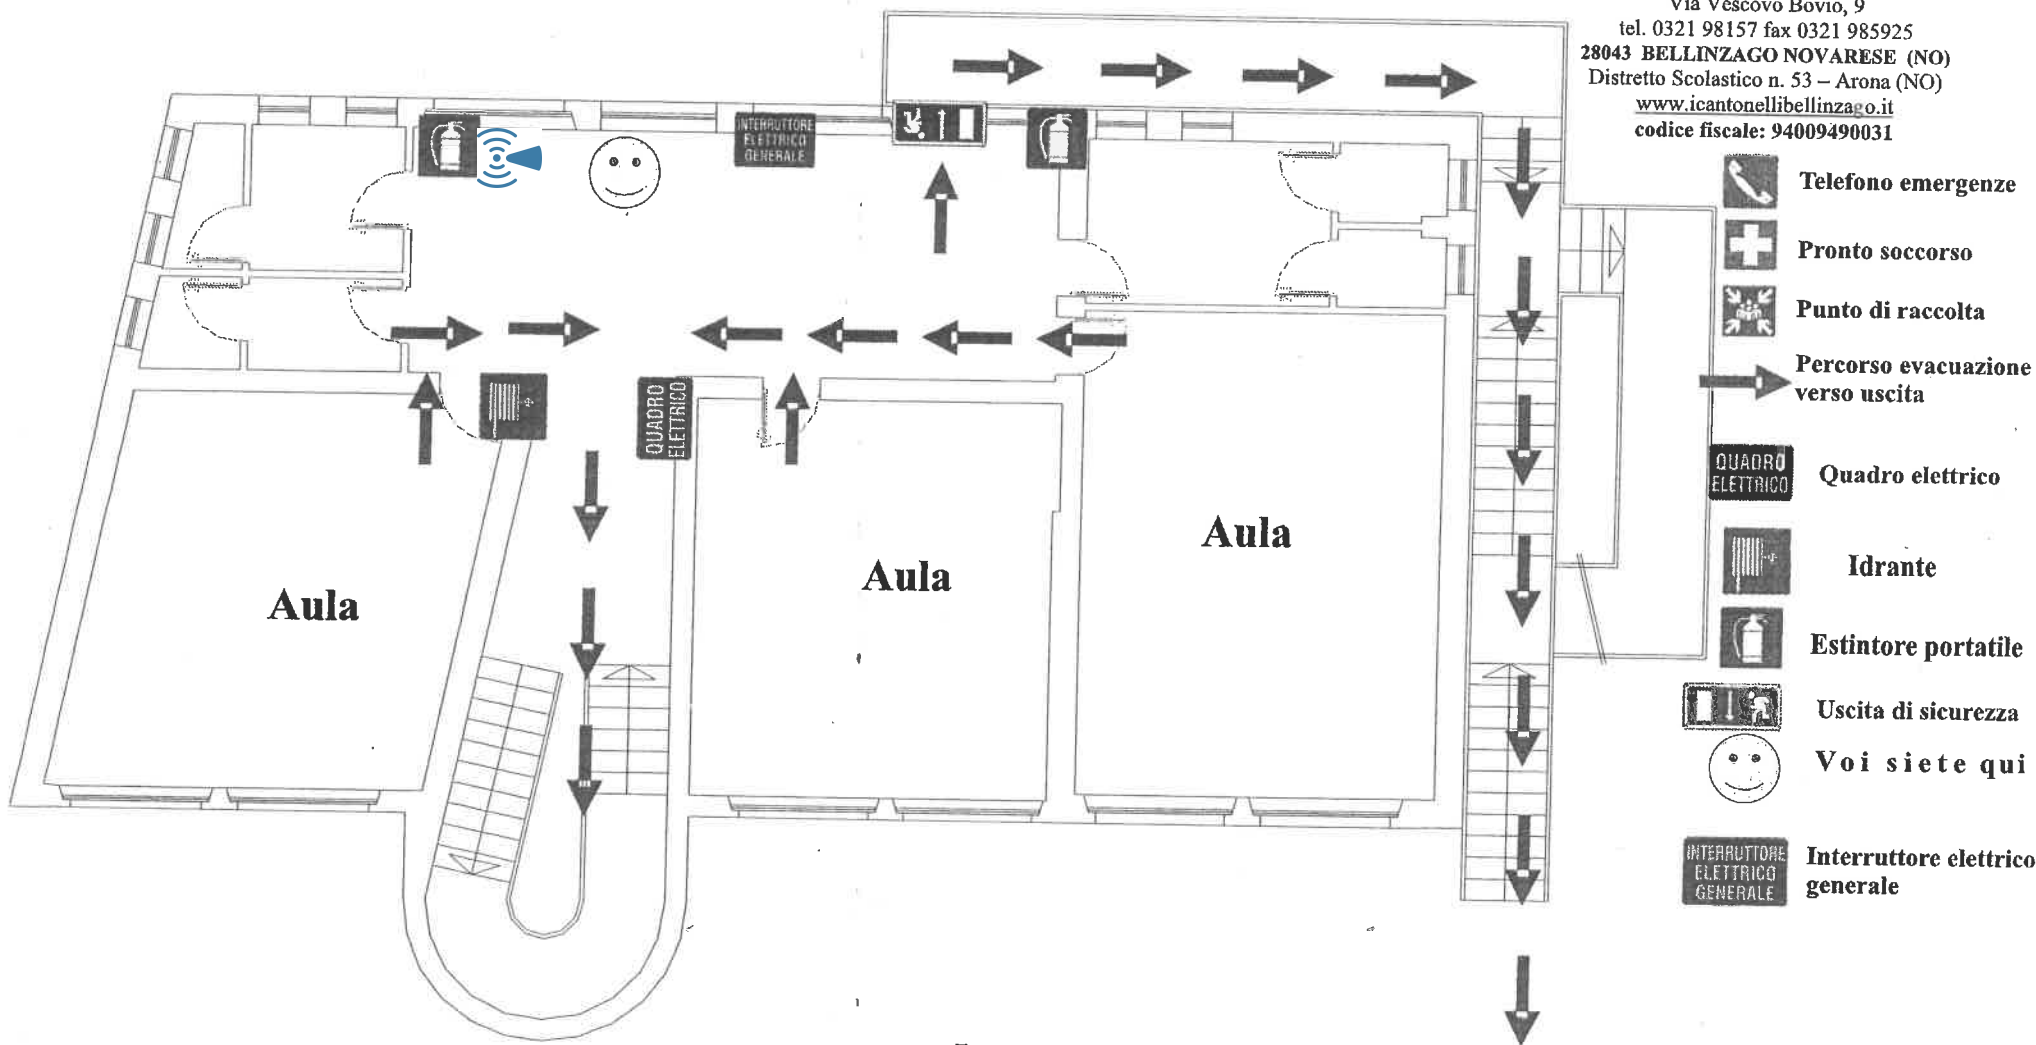 Via Vescovo Bovio, 9
tel. 0321 98157 fax 0321 985925
28043 BELLINZAGO NOVARESE (NO)
Distretto Scolastico n. 53 – Arona (NO)
www.icantonellibellinzago.it
codice fiscale: 94009490031
INTERRUTTORE
ELETTRICO
GENERALE
Telefono emergenze
Pronto soccorso
Punto di raccolta
Percorso evacuazione
verso uscita
QUADRO
ELETTRICO
QUADRO
ELETTRICO
Quadro elettrico
Aula
Aula
Aula
Idrante
Estintore portatile
Uscita di sicurezza
Voi siete qui
INTERRUTTORE
ELETTRICO
GENERALE
Interruttore elettrico
generale